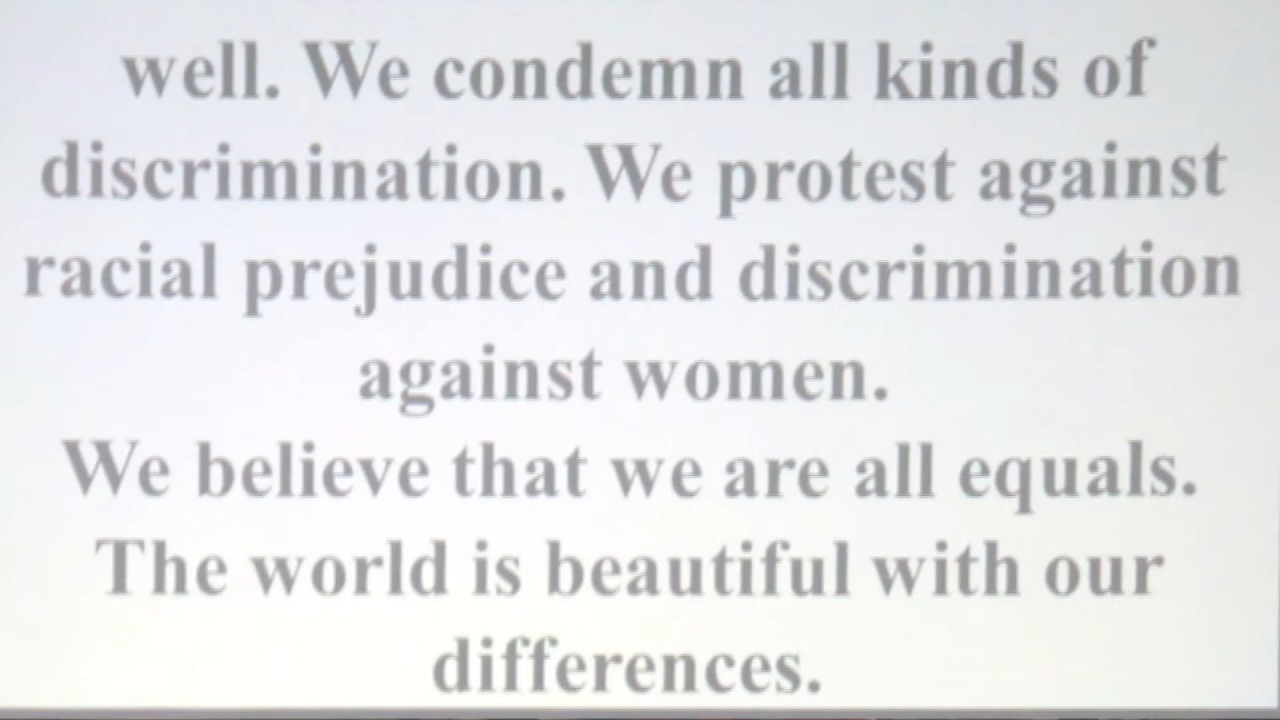 well. We condemn all kinds of
discrimination. We protest against
racial prejudice and discrimination
against women.
We believe that we are all equals.
The world is beautiful with our
differences.